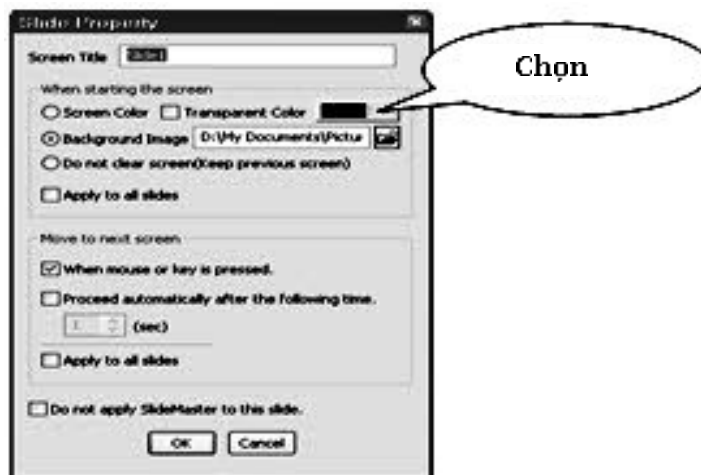 Slide Property
Screen Title Slide1
Chọn
When starting the screen
Screen Color Transparent Color
Background Image D:\My Documents\Pictur
Do not clear screen(Keep previous screen)
Apply to all slides
Move to next screen
When mouse or key is pressed.
Proceed automatically after the following time.
1 (sec)
Apply to all slides
Do not apply SlideMaster to this slide.
OK Cancel